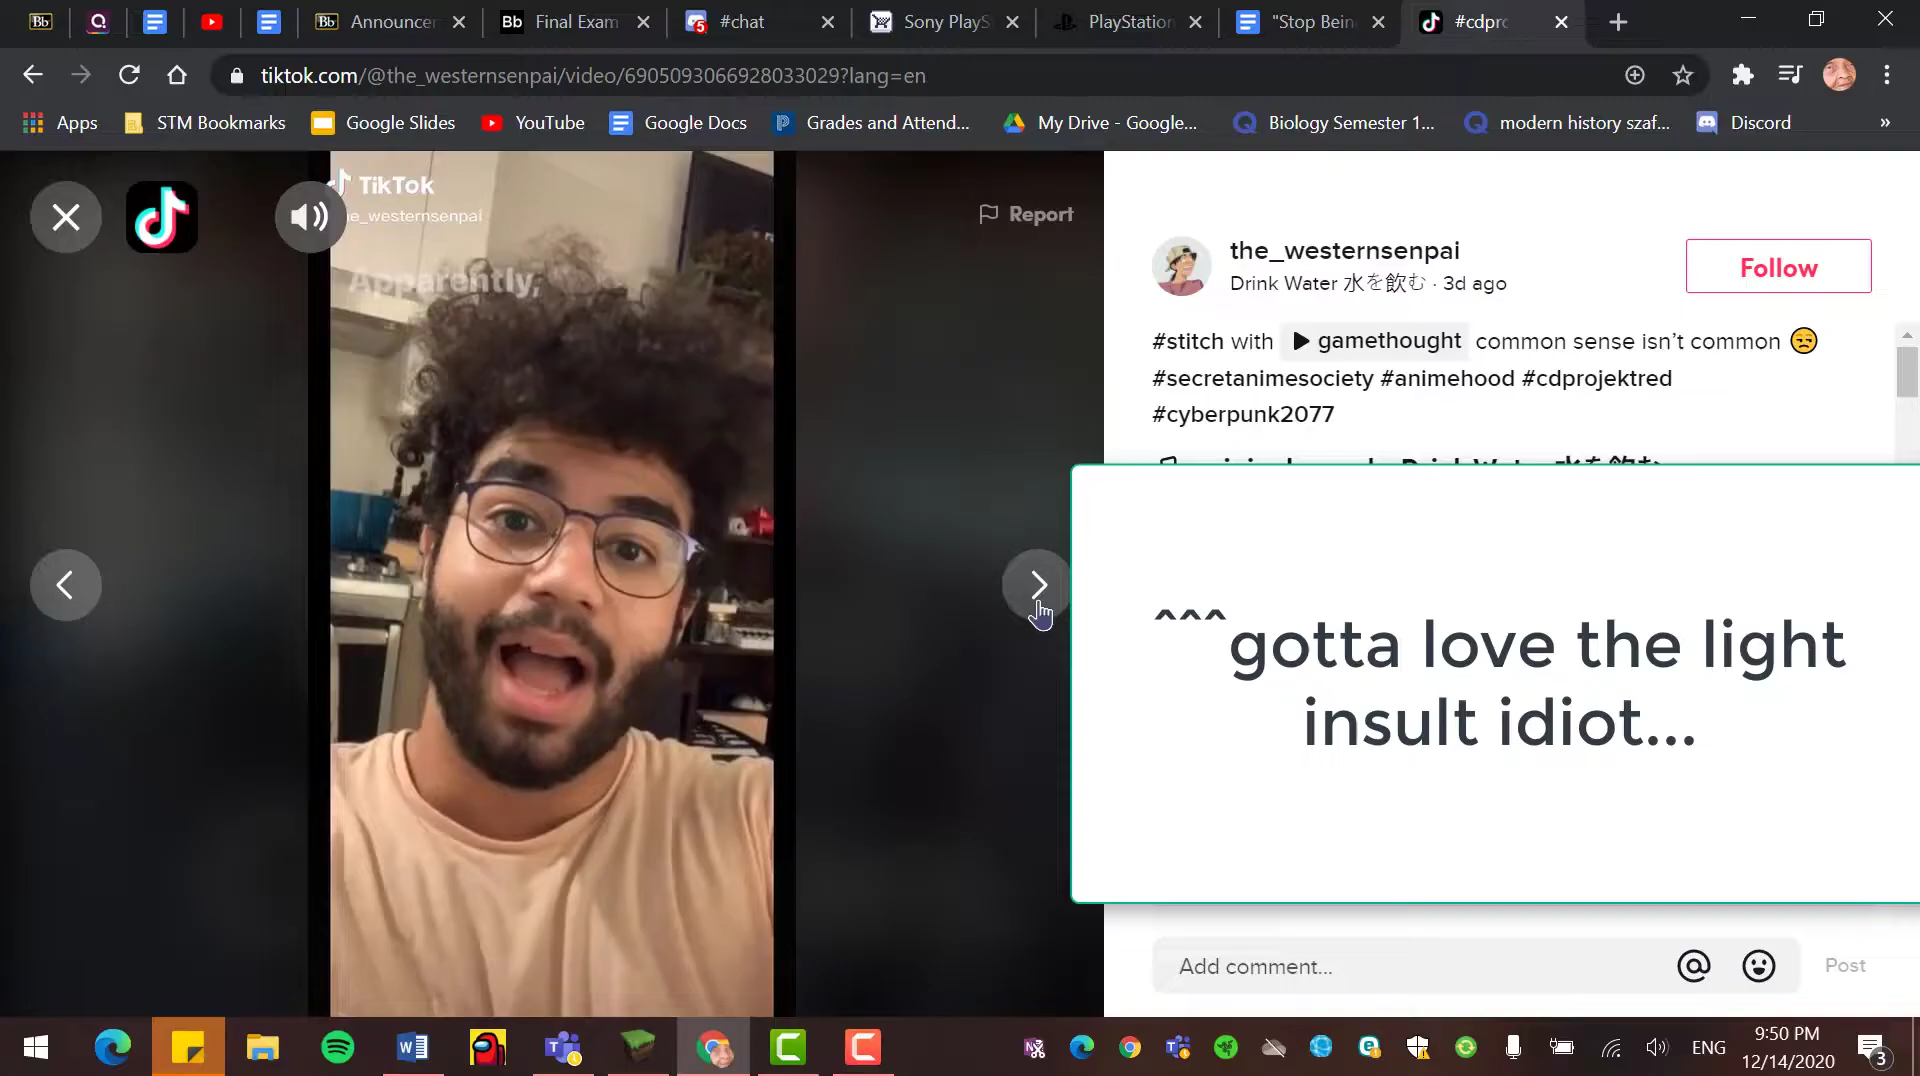 Bb Announcer
Bb Final Exam
#chat
Sony PlayS
PlayStation
"Stop Bein
#cdpro
tiktok.com/@the_westernsenpai/video/6905093066928033029?lang=en
Apps
STM Bookmarks
Google Slides
YouTube
Google Docs
Grades and Attend...
My Drive - Google...
Biology Semester 1...
modern history szaf...
Discord
»
TikTok
e_westernsenpai
Apparently,
Report
the_westernsenpai
Drink Water 水を飲む · 3d ago
Follow
#stitch with gamethought common sense isn't common 😒
#secretanimesociety #animehood #cdprojektred
#cyberpunk2077
^^^gotta love the light
insult idiot...
Add comment...
Post
ENG
9:50 PM
12/14/2020
3